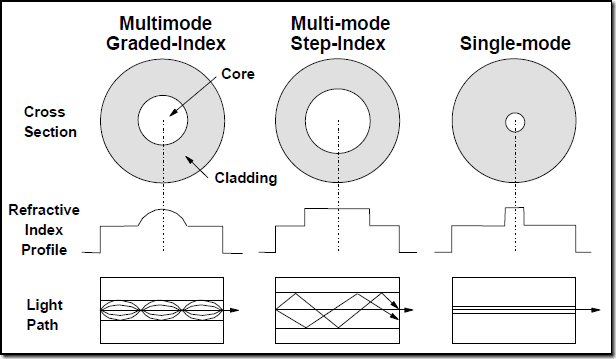 Multimode
Graded-Index
Multi-mode
Step-Index
Single-mode
Core
Cross
Section
Cladding
Refractive
Index
Profile
Light
Path